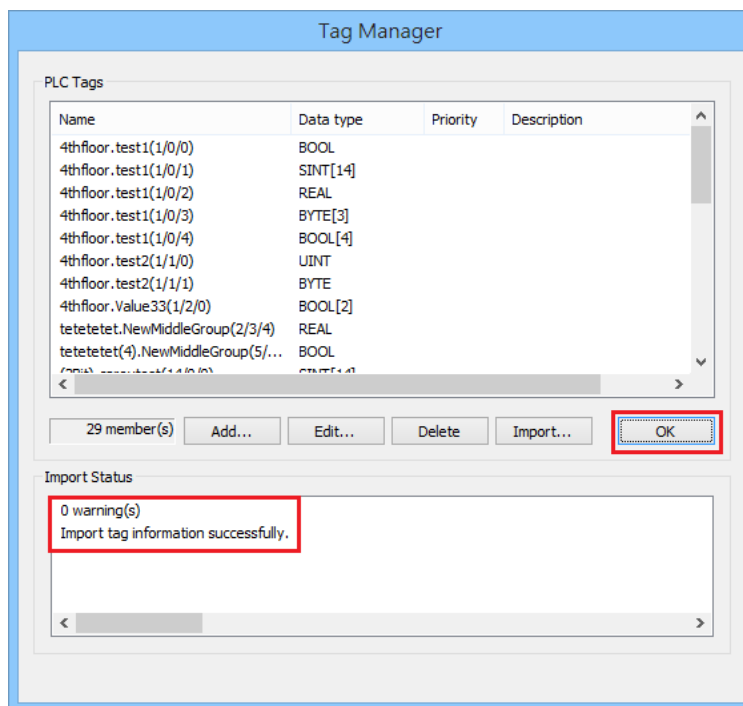 Tag Manager
PLC Tags
Name Data type Priority Description
4thfloor.test1(1/0/0) BOOL
4thfloor.test1(1/0/1) SINT[14]
4thfloor.test1(1/0/2) REAL
4thfloor.test1(1/0/3) BYTE[3]
4thfloor.test1(1/0/4) BOOL[4]
4thfloor.test2(1/1/0) UINT
4thfloor.test2(1/1/1) BYTE
4thfloor.Value33(1/2/0) BOOL[2]
tetetetet.NewMiddleGroup(2/3/4) REAL
tetetetet(4).NewMiddleGroup(5/... BOOL
29 member(s) Add... Edit... Delete Import... OK
Import Status
0 warning(s)
Import tag information successfully.